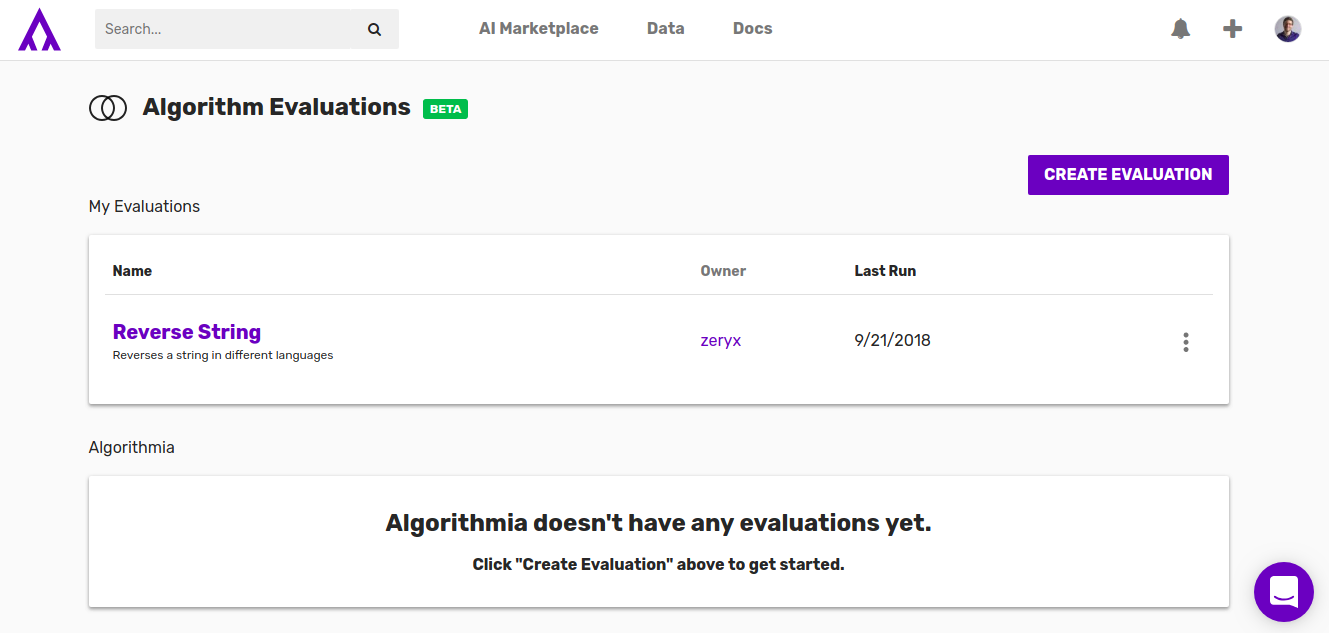 Search...
AI Marketplace
Data
Docs
Algorithm Evaluations
BETA
CREATE EVALUATION
My Evaluations
Name
Owner
Last Run
Reverse String
zeryx
9/21/2018
Reverses a string in different languages
Algorithmia
Algorithmia doesn't have any evaluations yet.
Click "Create Evaluation" above to get started.